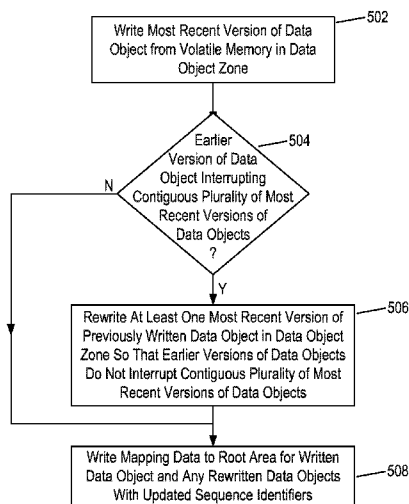 502
Write Most Recent Version of Data
Object from Volatile Memory in Data
Object Zone
504
Earlier
Version of Data
Object Interrupting
Contiguous Plurality of Most
Recent Versions of
Data Objects
?
N
Y
506
Rewrite At Least One Most Recent Version of
Previously Written Data Object in Data Object
Zone So That Earlier Versions of Data Objects
Do Not Interrupt Contiguous Plurality of Most
Recent Versions of Data Objects
508
Write Mapping Data to Root Area for Written
Data Object and Any Rewritten Data Objects
With Updated Sequence Identifiers